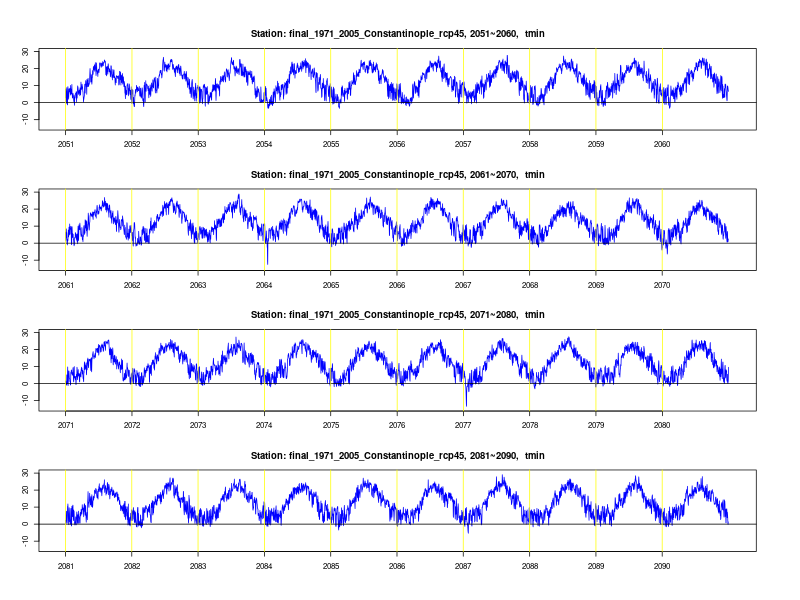 Station: final_1971_2005_Constantinople_rcp45, 2051~2060, tmin
30
20
10
0
-10
2051 2052 2053 2054 2055 2056 2057 2058 2059 2060
Station: final_1971_2005_Constantinople_rcp45, 2061~2070, tmin
30
20
10
0
-10
2061 2062 2063 2064 2065 2066 2067 2068 2069 2070
Station: final_1971_2005_Constantinople_rcp45, 2071~2080, tmin
30
20
10
0
-10
2071 2072 2073 2074 2075 2076 2077 2078 2079 2080
Station: final_1971_2005_Constantinople_rcp45, 2081~2090, tmin
30
20
10
0
-10
2081 2082 2083 2084 2085 2086 2087 2088 2089 2090